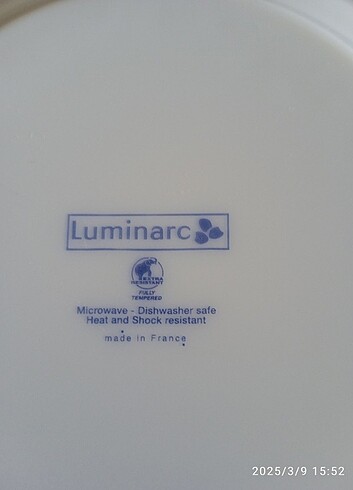 Luminarc
EXTRA
RESISTANT
FULLY
TEMPERED
Microwave - Dishwasher safe
Heat and Shock resistant
made in France
2025/3/9 15:52